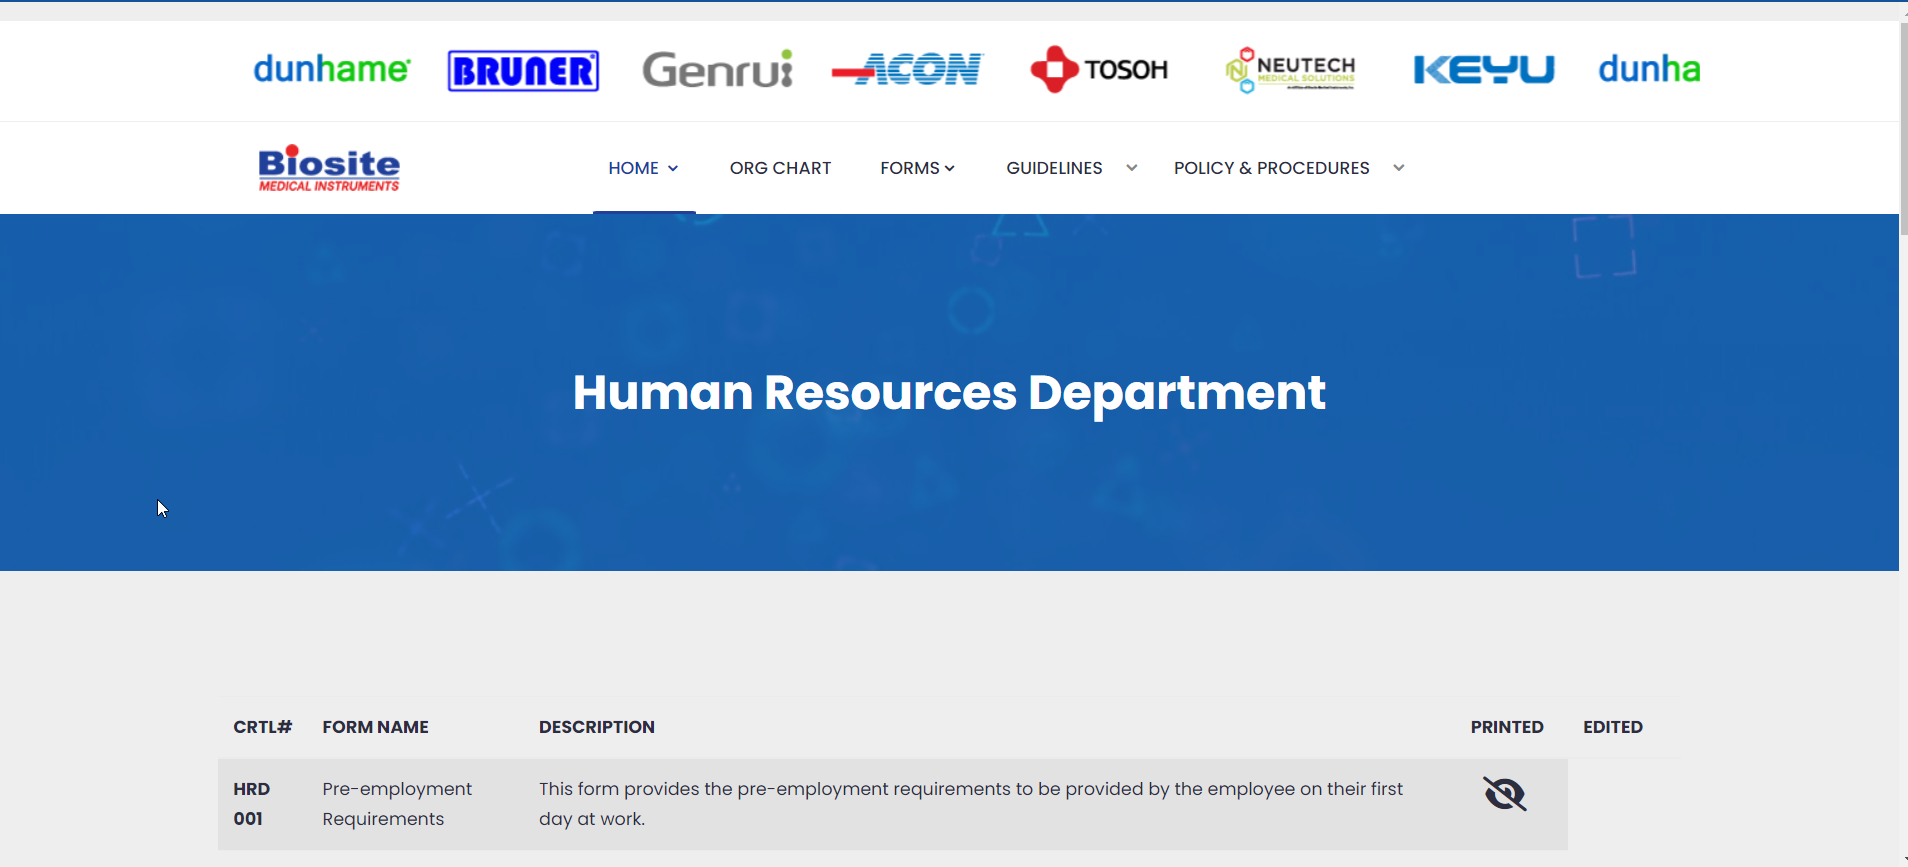 dunhame BRUNER Genrui ACON TOSOH NEUTECH KEYU dunha
MEDICAL SOLUTIONS
Biosite
MEDICAL INSTRUMENTS
HOME ORG CHART FORMS GUIDELINES POLICY & PROCEDURES
Human Resources Department
CRTL# FORM NAME DESCRIPTION PRINTED EDITED
HRD Pre-employment This form provides the pre-employment requirements to be provided by the employee on their first
001 Requirements day at work.